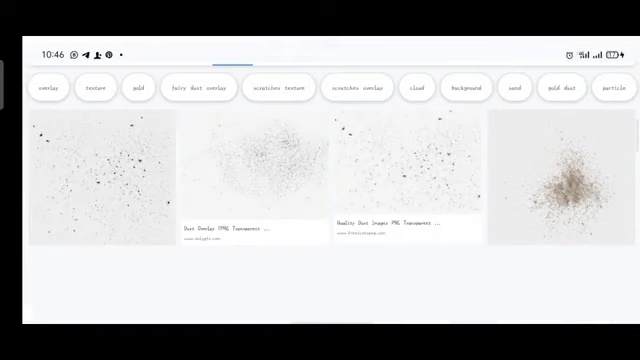 10:46
17
overlay texture gold fairy dust overlay scratches texture scratches overlay cloud background sand gold dust particle
Dust Overlay (PNG Transparent ...
Quality Dust Images PNG Transparent ...